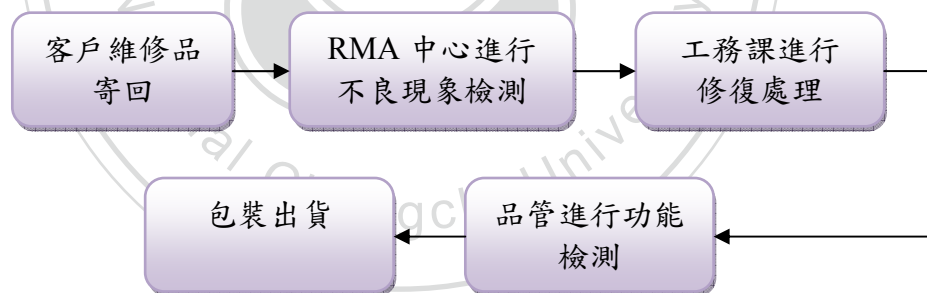 客戶維修品
寄回
RMA 中心進行
不良現象檢測
工務課進行
修復處理
品管進行功能
檢測
包裝出貨